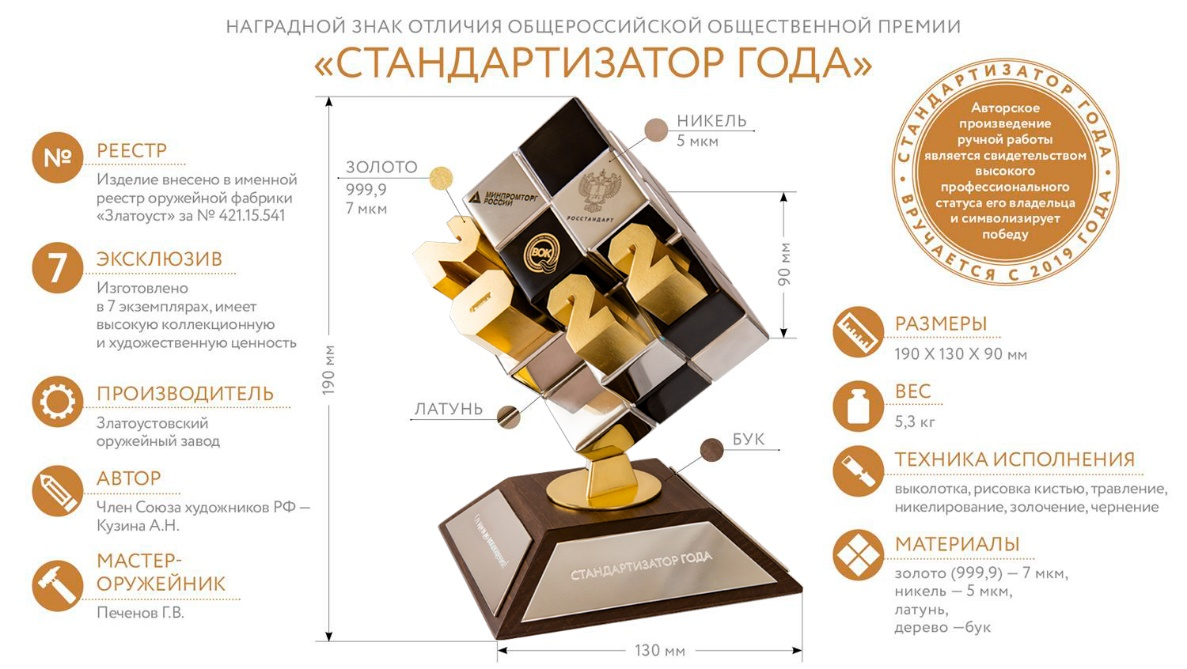 НАГРАДНОЙ ЗНАК ОТЛИЧИЯ ОБЩЕРОССИЙСКОЙ ОБЩЕСТВЕННОЙ ПРЕМИИ
«СТАНДАРТИЗАТОР ГОДА»
№
РЕЕСТР
Изделие внесено в именной
реестр оружейной фабрики
«Златоуст» за № 421.15.541
7
ЭКСКЛЮЗИВ
Изготовлено
в 7 экземплярах, имеет
высокую коллекционную
и художественную ценность
ПРОИЗВОДИТЕЛЬ
Златоустовский
оружейный завод
АВТОР
Член Союза художников РФ –
Кузина А.Н.
МАСТЕР-
ОРУЖЕЙНИК
Печенов Г.В.
ЗОЛОТО
999,9
7 мкм
НИКЕЛЬ
5 мкм
ЛАТУНЬ
БУК
190 мм
90 мм
130 мм
МИНПРОМТОРГ
РОССИИ
РОССТАНДАРТ
ВОК
2022
СТАНДАРТИЗАТОР ГОДА
СТАНДАРТИЗАТОР ГОДА • ВРУЧАЕТСЯ С 2019 ГОДА •
Авторское
произведение
ручной работы
является свидетельством
высокого
профессионального
статуса его владельца
и символизирует
победу
РАЗМЕРЫ
190 X 130 X 90 мм
ВЕС
5,3 кг
ТЕХНИКА ИСПОЛНЕНИЯ
выколотка, рисовка кистью, травление,
никелирование, золочение, чернение
МАТЕРИАЛЫ
золото (999,9) — 7 мкм,
никель — 5 мкм,
латунь,
дерево —бук